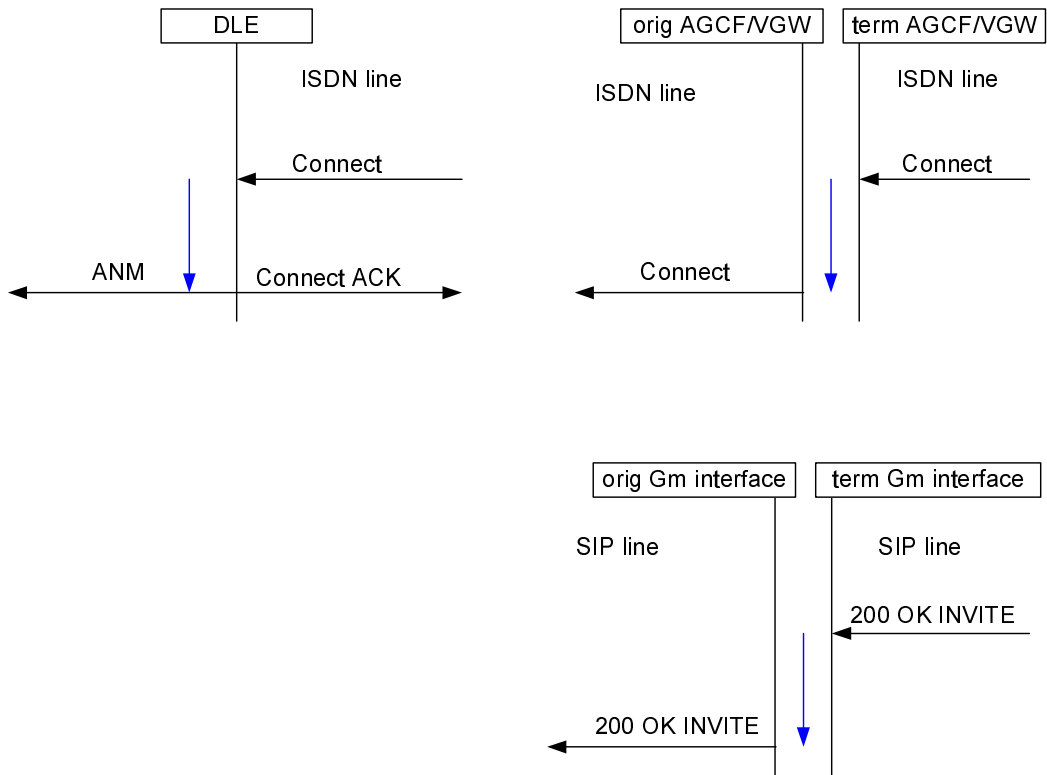 DLE
ISDN line
Connect
ANM
Connect ACK
orig AGCF/VGW
term AGCF/VGW
ISDN line
ISDN line
Connect
Connect
orig Gm interface
term Gm interface
SIP line
SIP line
200 OK INVITE
200 OK INVITE